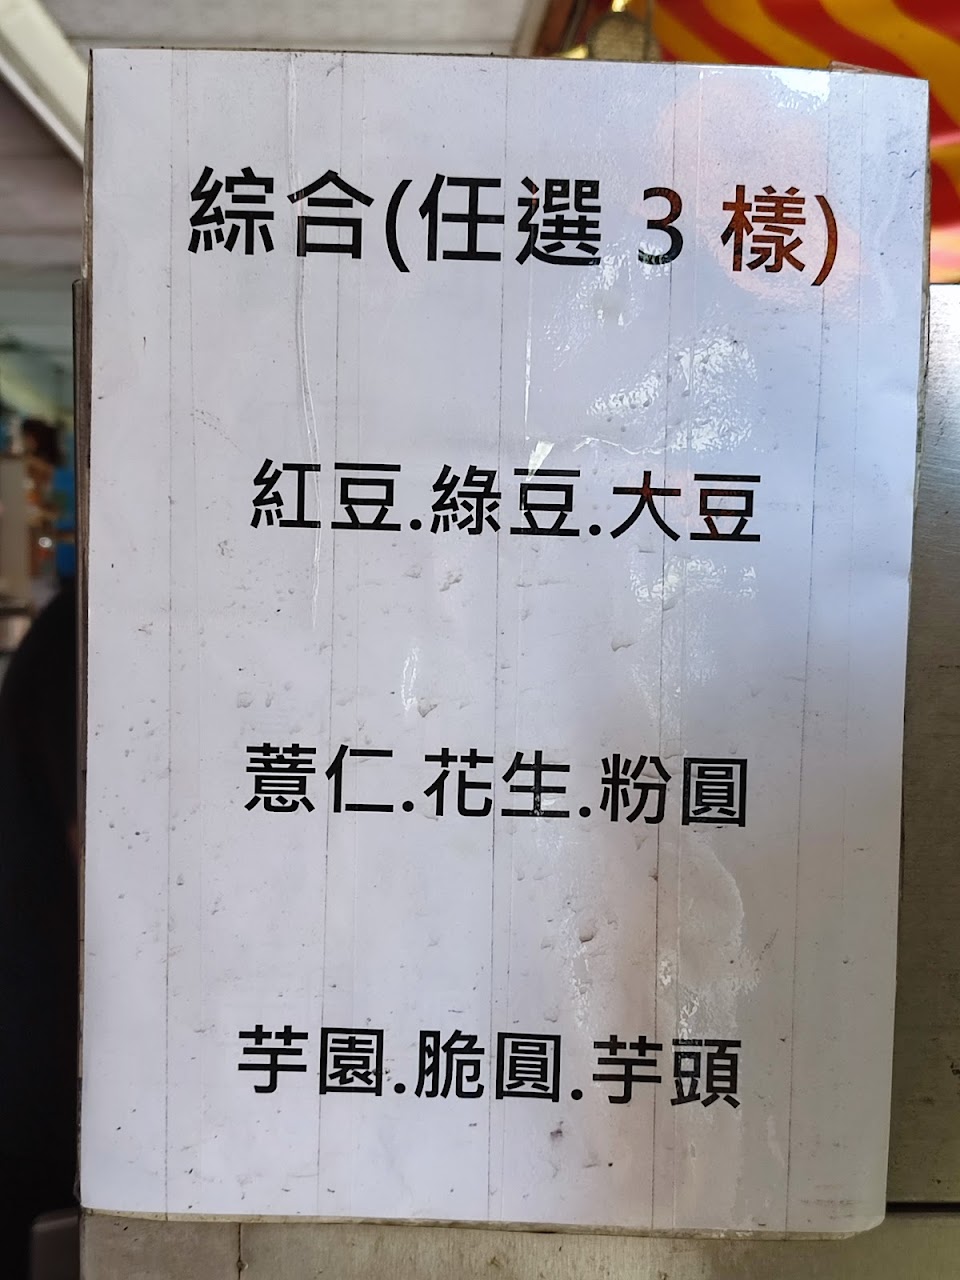 綜合(任選 3 樣)
紅豆.綠豆.大豆
薏仁.花生.粉圓
芋園.脆圓.芋頭